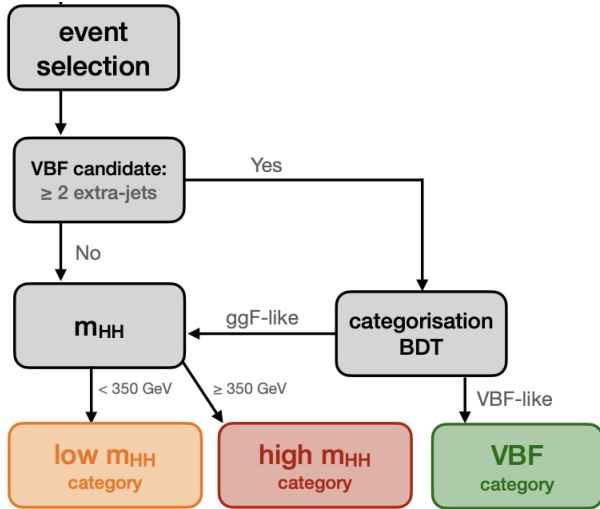 event
selection
VBF candidate:
≥ 2 extra-jets
Yes
No
mHH
ggF-like
categorisation
BDT
< 350 GeV
≥ 350 GeV
VBF-like
low mHH
category
high mHH
category
VBF
category